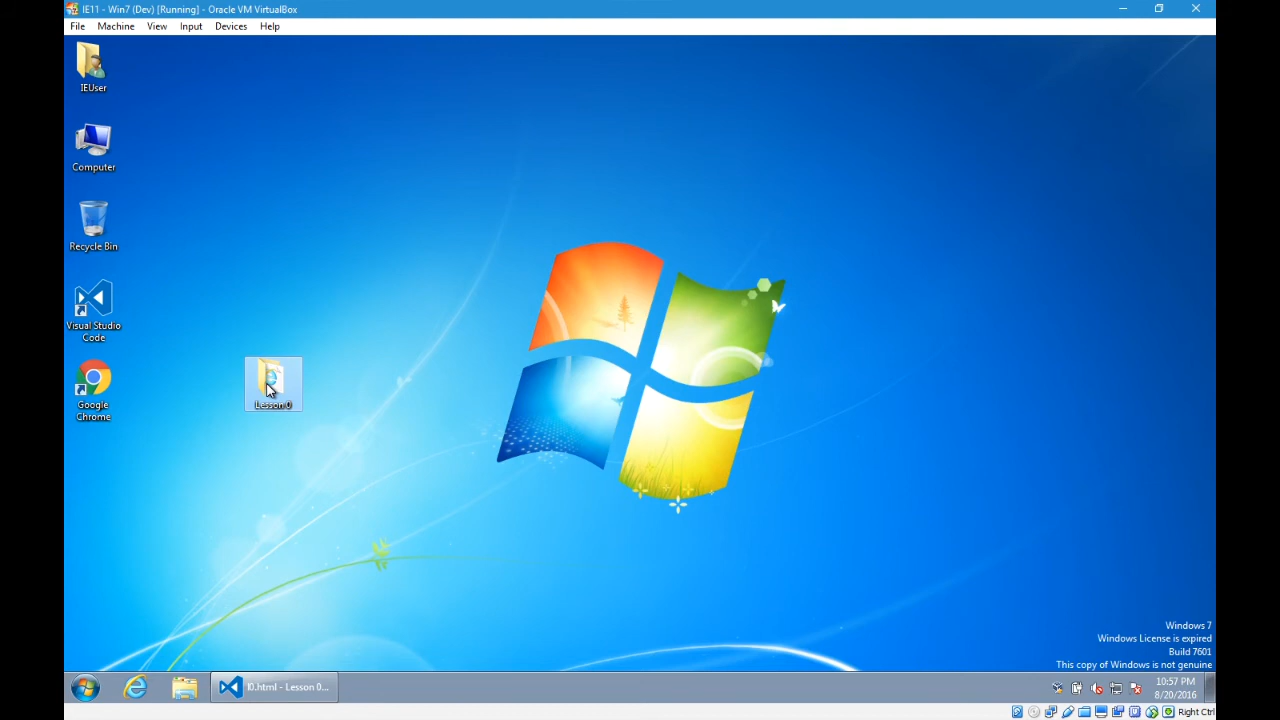 IE11 - Win7 (Dev) [Running] - Oracle VM VirtualBox
File Machine View Input Devices Help
IEUser
Computer
Recycle Bin
Visual Studio
Code
Google
Chrome
Lesson 0
Windows 7
Windows License is expired
Build 7601
This copy of Windows is not genuine
l0.html - Lesson 0...
10:57 PM
8/20/2016
Right Ctrl